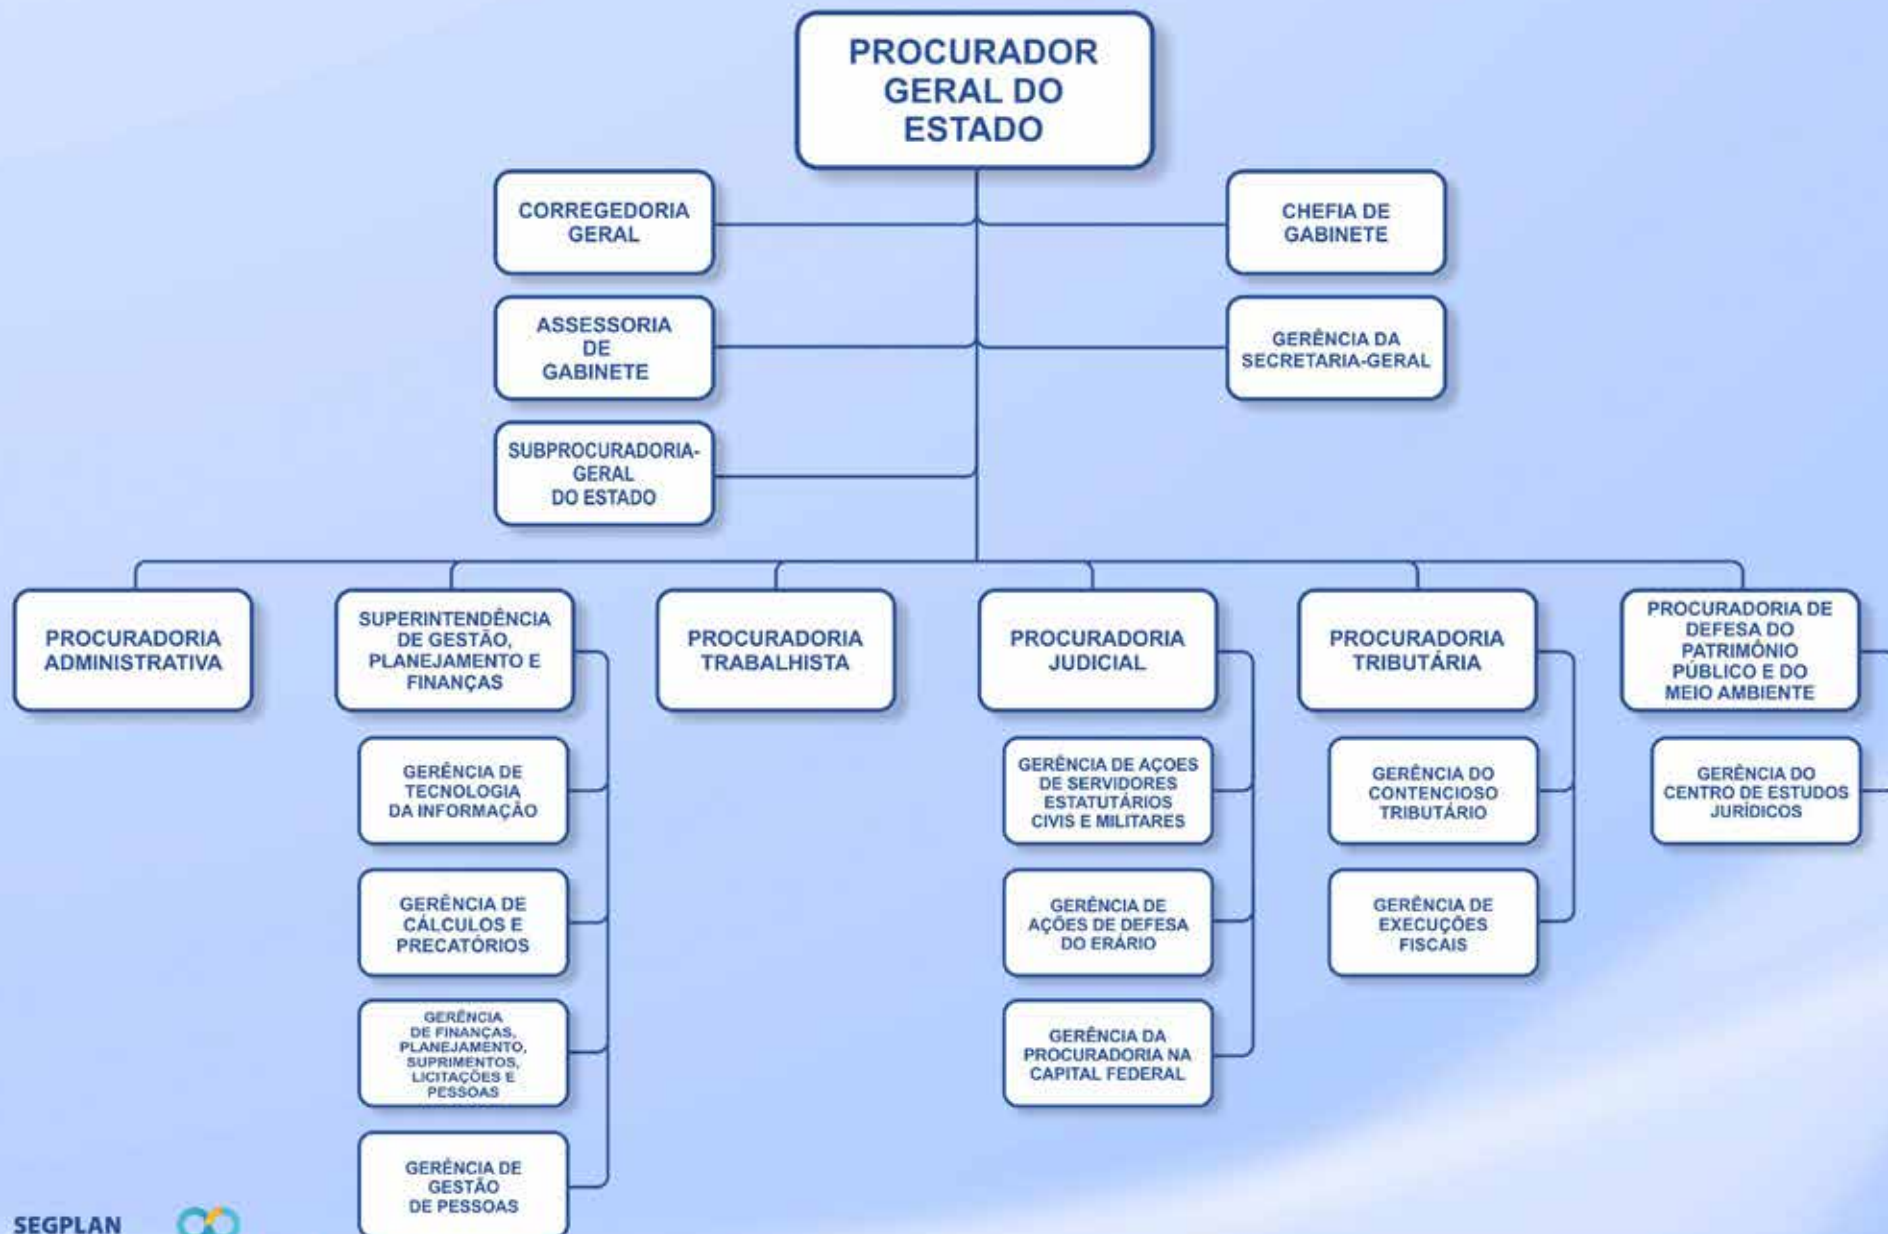 PROCURADOR
GERAL DO
ESTADO
CORREGEDORIA
GERAL
CHEFIA DE
GABINETE
ASSESSORIA
DE
GABINETE
GERÊNCIA DA
SECRETARIA-GERAL
SUBPROCURADORIA-
GERAL
DO ESTADO
PROCURADORIA
ADMINISTRATIVA
SUPERINTENDÊNCIA
DE GESTÃO,
PLANEJAMENTO E
FINANÇAS
PROCURADORIA
TRABALHISTA
PROCURADORIA
JUDICIAL
PROCURADORIA
TRIBUTÁRIA
PROCURADORIA DE
DEFESA DO
PATRIMÔNIO
PÚBLICO E DO
MEIO AMBIENTE
GERÊNCIA DE
TECNOLOGIA
DA INFORMAÇÃO
GERÊNCIA DE
CÁLCULOS E
PRECATÓRIOS
GERÊNCIA
DE FINANÇAS,
PLANEJAMENTO,
SUPRIMENTOS,
LICITAÇÕES E
PESSOAS
GERÊNCIA DE
GESTÃO
DE PESSOAS
GERÊNCIA DE AÇOES
DE SERVIDORES
ESTATUTÁRIOS
CIVIS E MILITARES
GERÊNCIA DE
AÇÕES DE DEFESA
DO ERÁRIO
GERÊNCIA DA
PROCURADORIA NA
CAPITAL FEDERAL
GERÊNCIA DO
CONTENCIOSO
TRIBUTÁRIO
GERÊNCIA DE
EXECUÇÕES
FISCAIS
GERÊNCIA DO
CENTRO DE ESTUDOS
JURÍDICOS
SEGPLAN